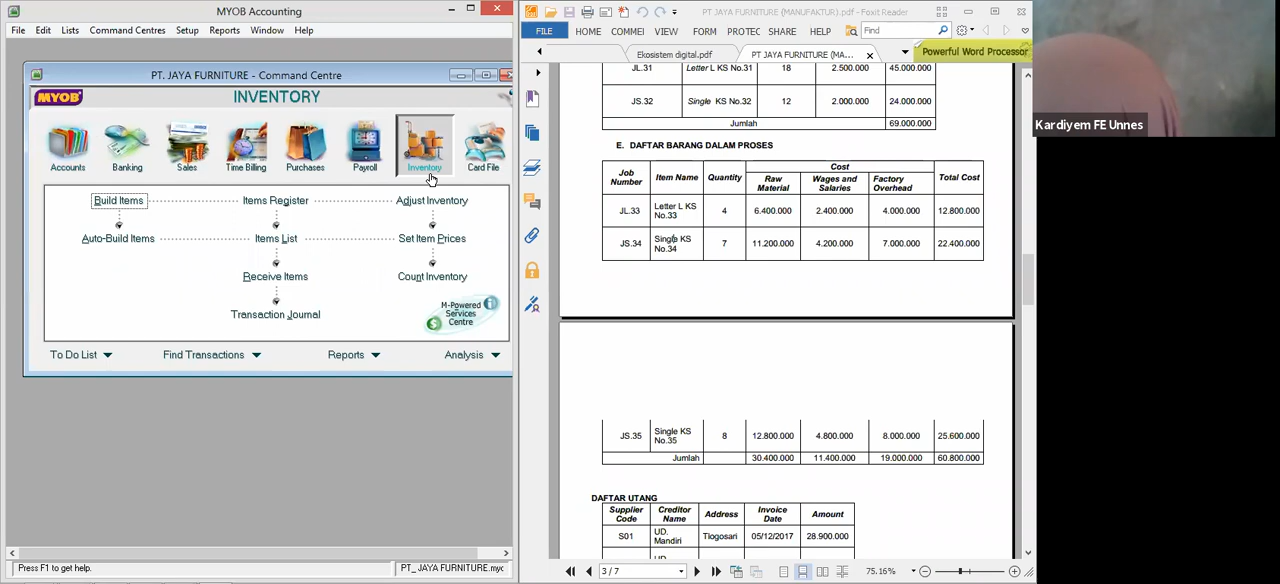 MYOB Accounting
File Edit Lists Command Centres Setup Reports Window Help
PT. JAYA FURNITURE - Command Centre
MYOB INVENTORY
Accounts Banking Sales Time Billing Purchases Payroll Inventory Card File
Build Items Items Register Adjust Inventory
Auto-Build Items Items List Set Item Prices
Receive Items Count Inventory
Transaction Journal
M-Powered
Services
Centre
To Do List Find Transactions Reports Analysis
Press F1 to get help. PT_ JAYA FURNITURE.myo
PT JAYA FURNITURE (MANUFAKTUR).pdf - Foxit Reader
FILE HOME COMMEI VIEW FORM PROTEC SHARE HELP Find
Ekosistem digital.pdf PT JAYA FURNITURE (MA... Powerful Word Processor
JL.31 Letter L KS No.31 18 2.500.000 45.000.000
JS.32 Single KS No.32 12 2.000.000 24.000.000
Jumlah 69.000.000
E. DAFTAR BARANG DALAM PROSES
Job Number Item Name Quantity Cost Total Cost
Raw Material Wages and Salaries Factory Overhead
JL.33 Letter L KS No.33 4 6.400.000 2.400.000 4.000.000 12.800.000
JS.34 Single KS No.34 7 11.200.000 4.200.000 7.000.000 22.400.000
JS.35 Single KS No.35 8 12.800.000 4.800.000 8.000.000 25.600.000
Jumlah 30.400.000 11.400.000 19.000.000 60.800.000
DAFTAR UTANG
Supplier Code Creditor Name Address Invoice Date Amount
S01 UD. Mandiri Tlogosari 05/12/2017 28.900.000
UD.
3 / 7 75.16%
Kardiyem FE Unnes